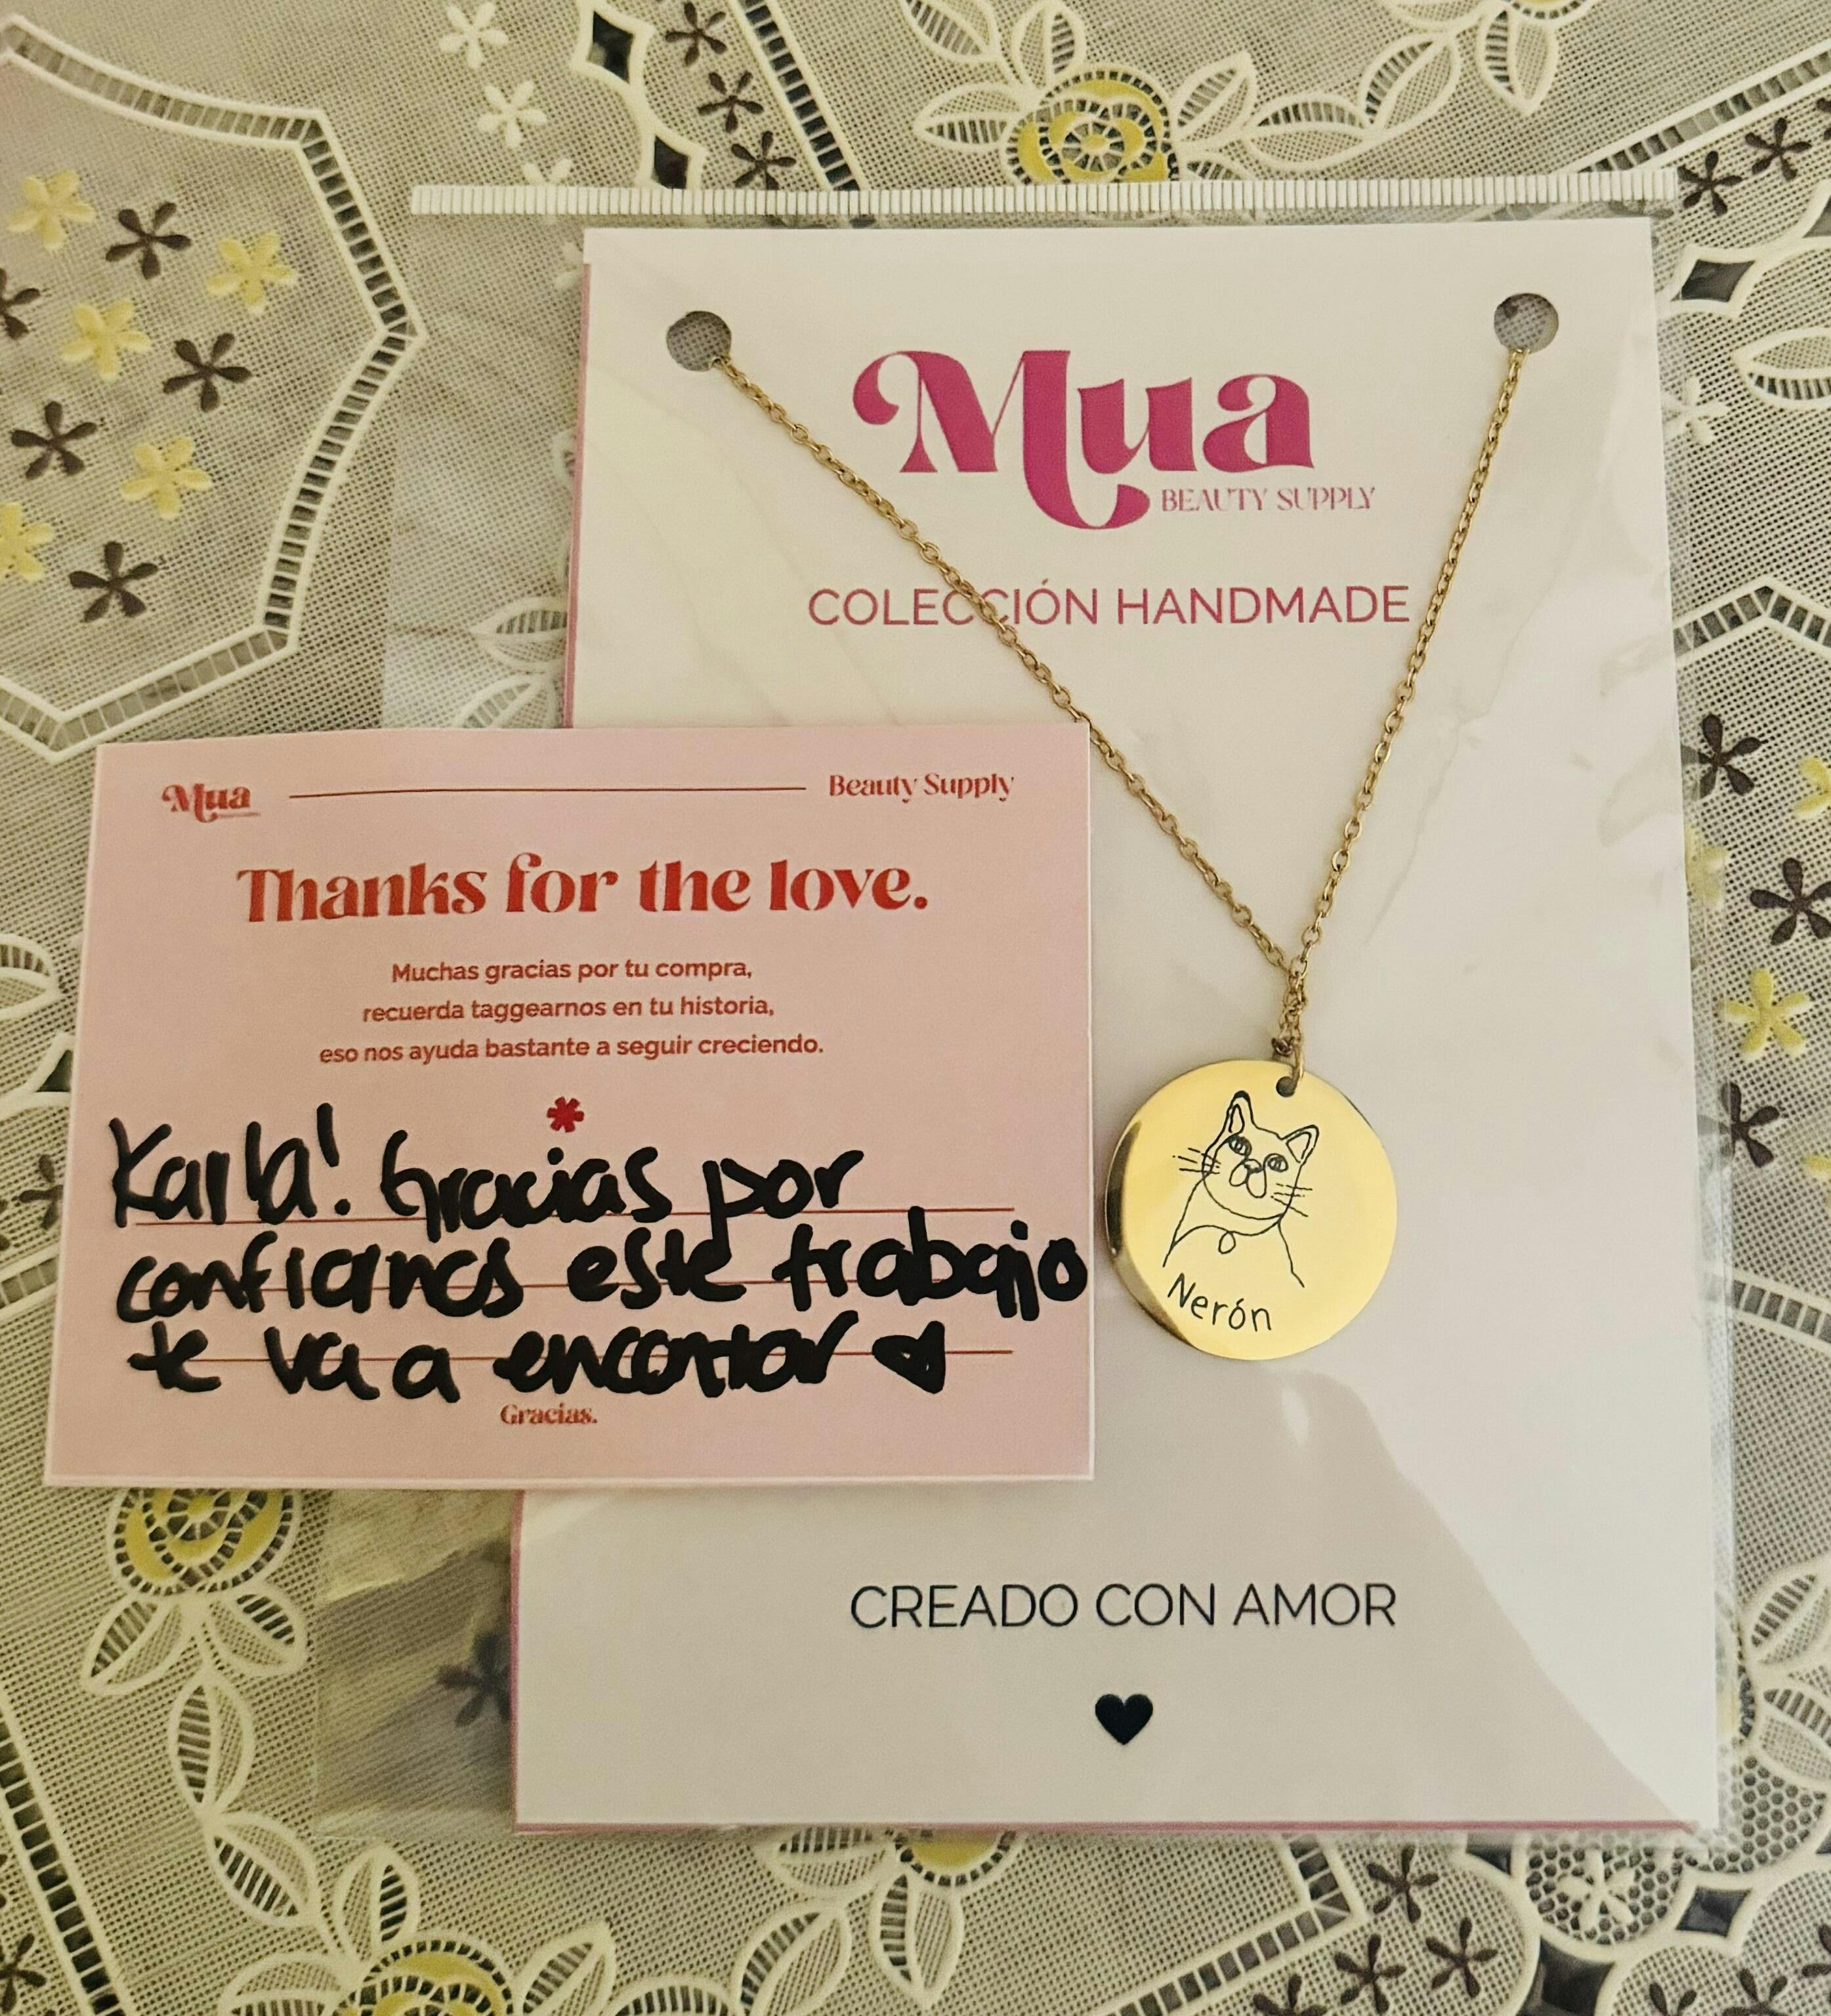 Mua
BEAUTY SUPPLY
COLECCIÓN HANDMADE
Mua
Beauty Supply
Thanks for the love.
Muchas gracias por tu compra,
recuerda taggearnos en tu historia,
eso nos ayuda bastante a seguir creciendo.
Karla! Gracias por
confiarnos este trabajo
te va a encantar
Gracias.
Nerón
CREADO CON AMOR